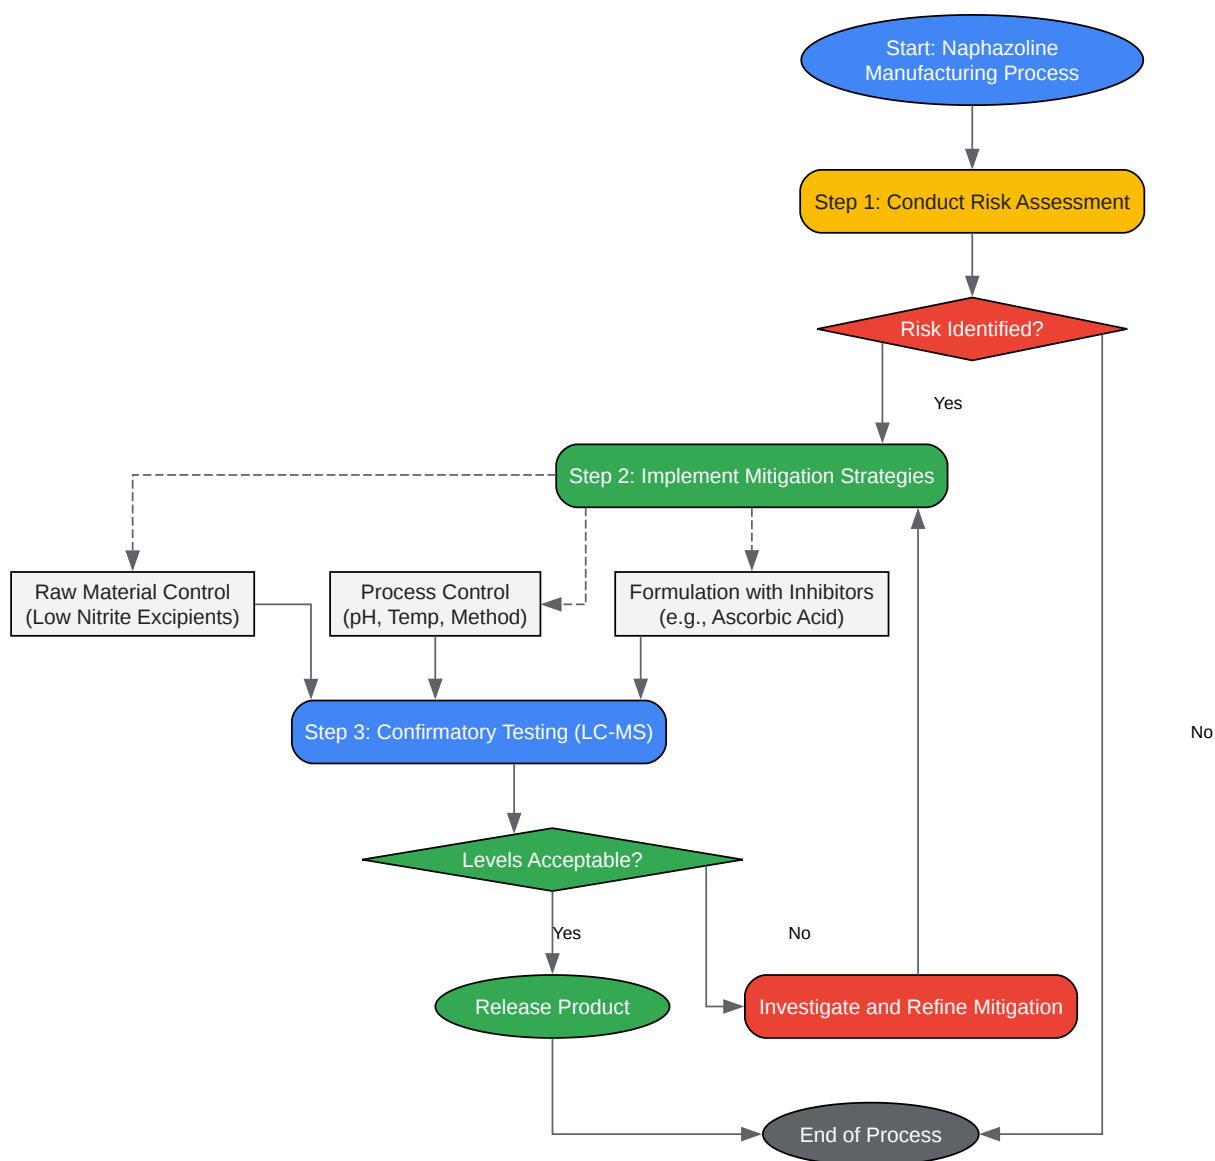 Start: Naphazoline
Manufacturing Process
Step 1: Conduct Risk Assessment
Risk Identified?
Yes
Step 2: Implement Mitigation Strategies
Raw Material Control
(Low Nitrite Excipients)
Process Control
(pH, Temp, Method)
Formulation with Inhibitors
(e.g., Ascorbic Acid)
Step 3: Confirmatory Testing (LC-MS)
No
Levels Acceptable?
Yes
No
Release Product
Investigate and Refine Mitigation
End of Process